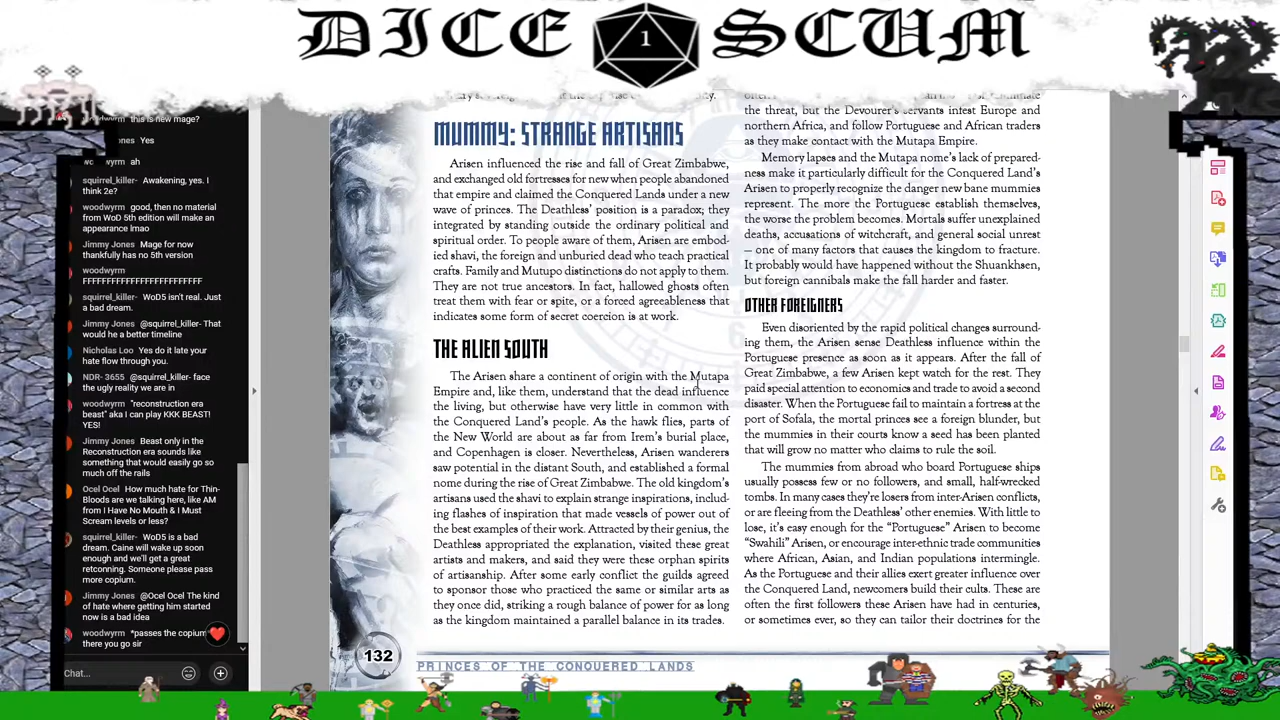 DICE SCUM
1
this is new mage?
Yes
ah
squirrel_killer- Awakening, yes. I
think 2e?
woodwyrm good, then no material
from WoD 5th edition will make an
appearance lmao
Jimmy Jones Mage for now
thankfully has no 5th version
woodwyrm
FFFFFFFFFFFFFFFFFFFFFFF
squirrel_killer- WoD5 isn't real. Just
a bad dream.
Jimmy Jones @squirrel_killer- That
would he a better timeline
Nicholas Loo Yes do it late your
hate flow through you.
NDR- 3655 @squirrel_killer- face
the ugly reality we are in
woodwyrm "reconstruction era
beast" aka I can play KKK BEAST!
YES!
Jimmy Jones Beast only in the
Reconstruction era sounds like
something that would easily go so
much off the rails
Ocel Ocel How much hate for Thin-
Bloods are we talking here, like AM
from I Have No Mouth & I Must
Scream levels or less?
squirrel_killer- WoD5 is a bad
dream. Caine will wake up soon
enough and we'll get a great
retconning. Someone please pass
more copium.
Jimmy Jones @Ocel Ocel The kind
of hate where getting him started
now is a bad idea
woodwyrm *passes the copium*
there you go sir
Chat...
MUMMY: STRANGE ARTISANS
Arisen influenced the rise and fall of Great Zimbabwe,
and exchanged old fortresses for new when people abandoned
that empire and claimed the Conquered Lands under a new
wave of princes. The Deathless' position is a paradox; they
integrated by standing outside the ordinary political and
spiritual order. To people aware of them, Arisen are embod-
ied shavi, the foreign and unburied dead who teach practical
crafts. Family and Mutupo distinctions do not apply to them.
They are not true ancestors. In fact, hallowed ghosts often
treat them with fear or spite, or a forced agreeableness that
indicates some form of secret coercion is at work.
THE ALIEN SOUTH
The Arisen share a continent of origin with the Mutapa
Empire and, like them, understand that the dead influence
the living, but otherwise have very little in common with
the Conquered Land's people. As the hawk flies, parts of
the New World are about as far from Irem's burial place,
and Copenhagen is closer. Nevertheless, Arisen wanderers
saw potential in the distant South, and established a formal
nome during the rise of Great Zimbabwe. The old kingdom's
artisans used the shavi to explain strange inspirations, includ-
ing flashes of inspiration that made vessels of power out of
the best examples of their work. Attracted by their genius, the
Deathless appropriated the explanation, visited these great
artists and makers, and said they were these orphan spirits
of artisanship. After some early conflict the guilds agreed
to sponsor those who practiced the same or similar arts as
they once did, striking a rough balance of power for as long
as the kingdom maintained a parallel balance in its trades.
the threat, but the Devourer's servants infest Europe and
northern Africa, and follow Portuguese and African traders
as they make contact with the Mutapa Empire.
Memory lapses and the Mutapa nome's lack of prepared-
ness make it particularly difficult for the Conquered Land's
Arisen to properly recognize the danger new bane mummies
represent. The more the Portuguese establish themselves,
the worse the problem becomes. Mortals suffer unexplained
deaths, accusations of witchcraft, and general social unrest
— one of many factors that causes the kingdom to fracture.
It probably would have happened without the Shuankhsen,
but foreign cannibals make the fall harder and faster.
OTHER FOREIGNERS
Even disoriented by the rapid political changes surround-
ing them, the Arisen sense Deathless influence within the
Portuguese presence as soon as it appears. After the fall of
Great Zimbabwe, a few Arisen kept watch for the rest. They
paid special attention to economics and trade to avoid a second
disaster. When the Portuguese fail to maintain a fortress at the
port of Sofala, the mortal princes see a foreign blunder, but
the mummies in their courts know a seed has been planted
that will grow no matter who claims to rule the soil.
The mummies from abroad who board Portuguese ships
usually possess few or no followers, and small, half-wrecked
tombs. In many cases they're losers from inter-Arisen conflicts,
or are fleeing from the Deathless' other enemies. With little to
lose, it's easy enough for the "Portuguese" Arisen to become
"Swahili" Arisen, or encourage inter-ethnic trade communities
where African, Asian, and Indian populations intermingle.
As the Portuguese and their allies exert greater influence over
the Conquered Land, newcomers build their cults. These are
often the first followers these Arisen have had in centuries,
or sometimes ever, so they can tailor their doctrines for the
132
PRINCES OF THE CONQUERED LANDS